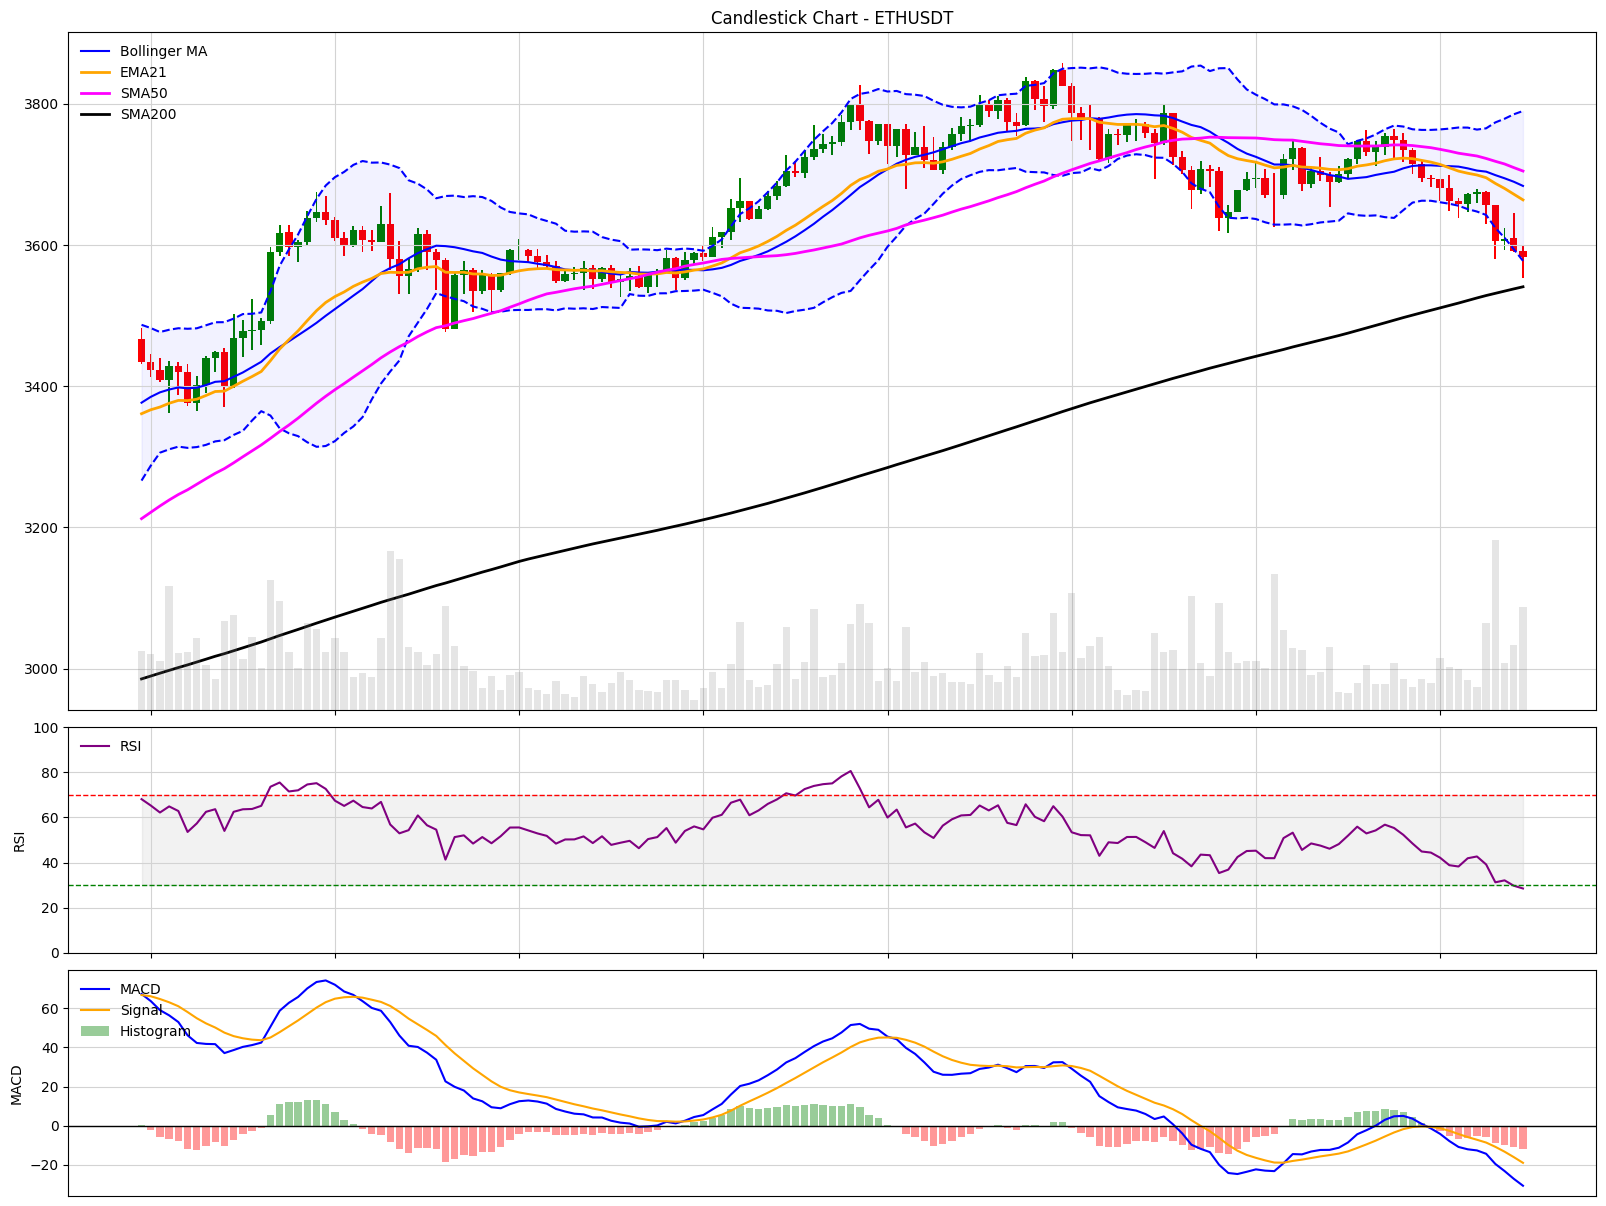 Candlestick Chart - ETHUSDT
Bollinger MA
EMA21
SMA50
SMA200
3800
3600
3400
3200
3000
RSI
100
80
60
40
20
0
RSI
MACD
Signal
Histogram
60
40
20
0
−20
MACD